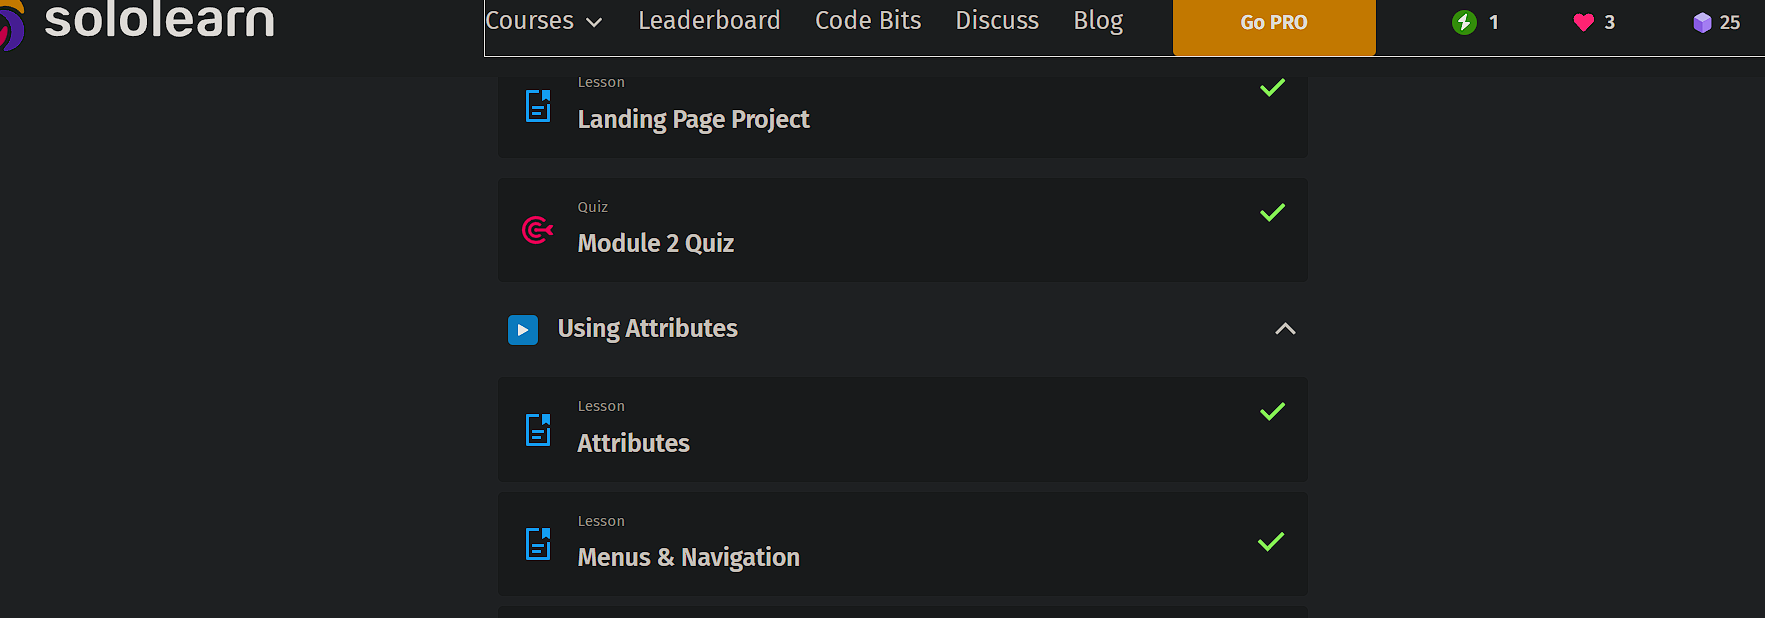 sololearn
Courses Leaderboard Code Bits Discuss Blog Go PRO 1 3 25
Lesson
Landing Page Project
Quiz
Module 2 Quiz
Using Attributes
Lesson
Attributes
Lesson
Menus & Navigation